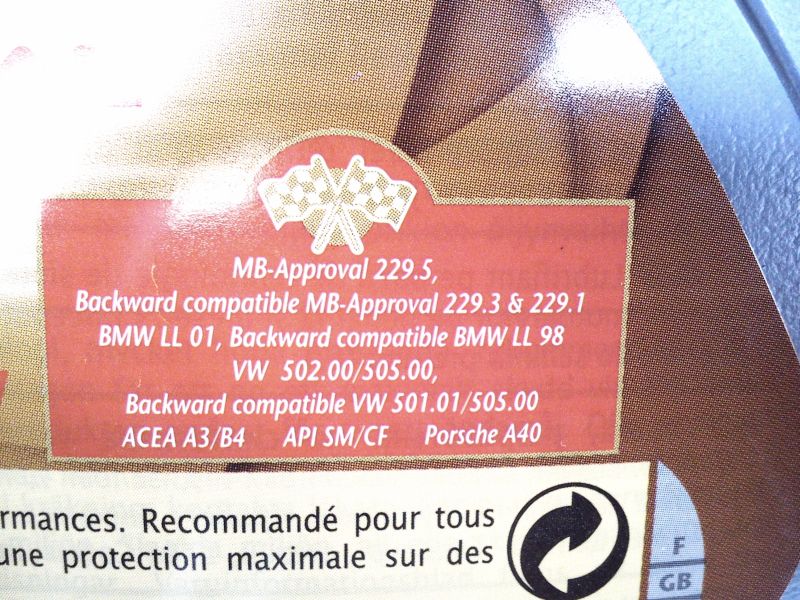 MB-Approval 229.5,
Backward compatible MB-Approval 229.3 & 229.1
BMW LL 01, Backward compatible BMW LL 98
VW 502.00/505.00,
Backward compatible VW 501.01/505.00
ACEA A3/B4 API SM/CF Porsche A40
rmances. Recommandé pour tous
une protection maximale sur des
F
GB